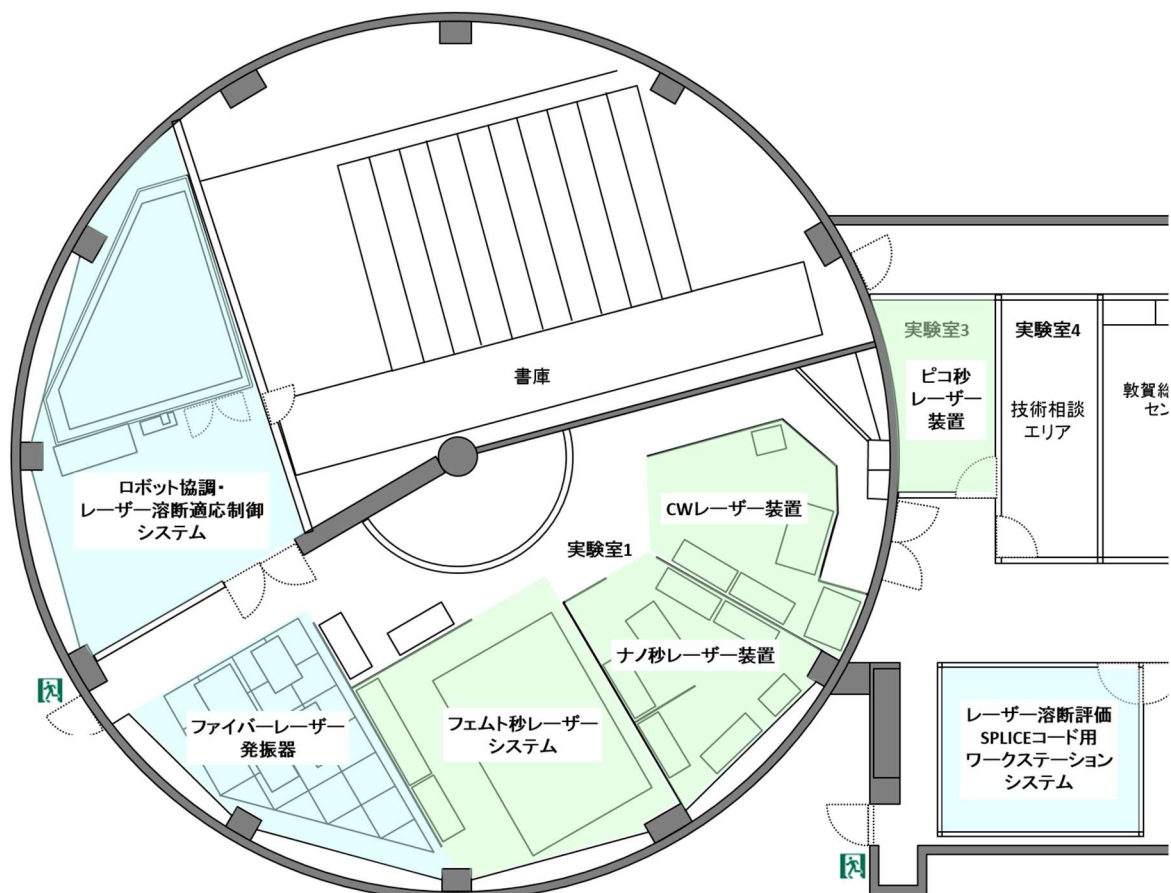 書庫
実験室3
ピコ秒
レーザー
装置
実験室4
技術相談
エリア
敦賀総
セン
ロボット協調・
レーザー溶断適応制御
システム
CWレーザー装置
実験室1
ナノ秒レーザー装置
ファイバーレーザー
発振器
フェムト秒レーザー
システム
レーザー溶断評価
SPLICEコード用
ワークステーション
システム